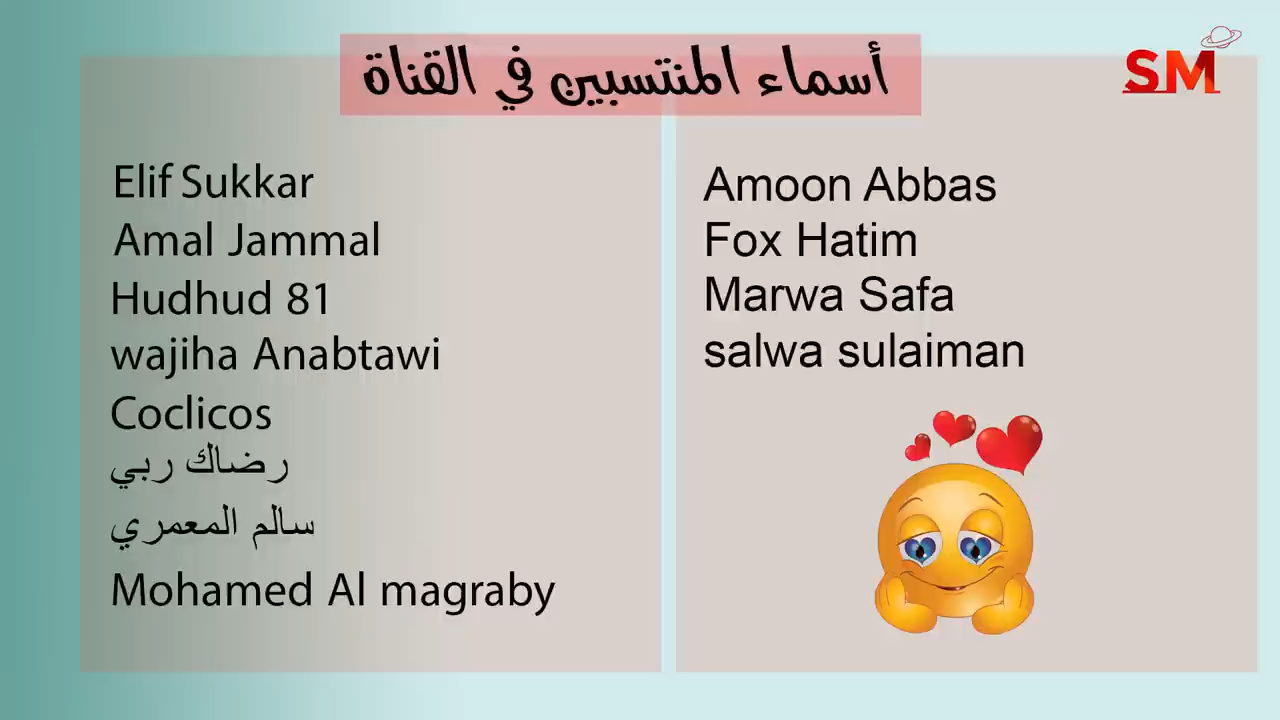 أسماء المنتسبين في القناة
SM
Elif Sukkar
Amal Jammal
Hudhud 81
wajiha Anabtawi
Coclicos
رضاك ربي
سالم المعمري
Mohamed Al magraby
Amoon Abbas
Fox Hatim
Marwa Safa
salwa sulaiman